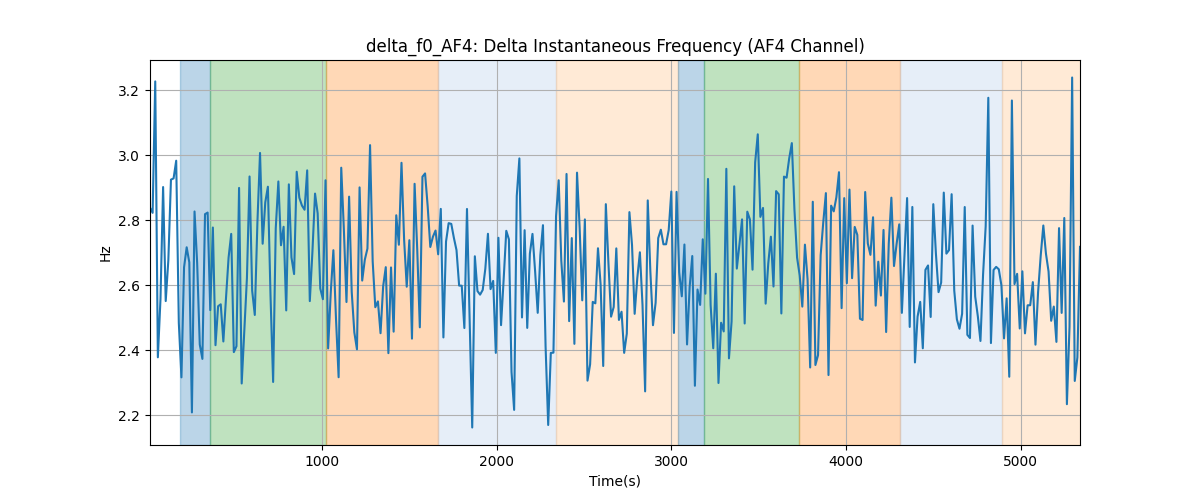 delta_f0_AF4: Delta Instantaneous Frequency (AF4 Channel)
3.2
3.0
2.8
2.6
2.4
2.2
Hz
1000 2000 3000 4000 5000
Time(s)